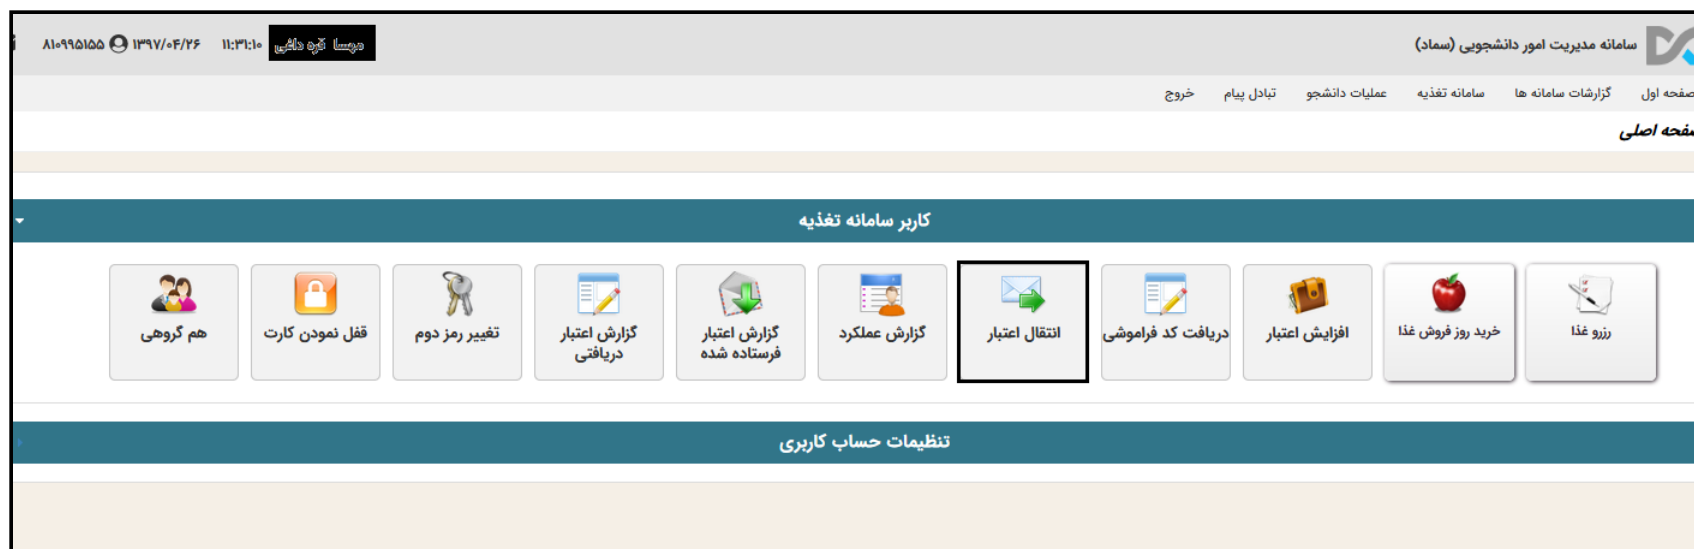 سامانه مدیریت امور دانشجویی (سماد)
مهسا قره داغی ۱۱:۳۱:۱۰ ۱۳۹۷/۰۴/۲۶ ۸۱۰۹۹۵۱۵۵
صفحه اول گزارشات سامانه ها سامانه تغذیه عملیات دانشجو تبادل پیام خروج
صفحه اصلی
کاربر سامانه تغذیه
رزرو غذا
خرید روز فروش غذا
افزایش اعتبار
دریافت کد فراموشی
انتقال اعتبار
گزارش عملکرد
گزارش اعتبار
فرستاده شده
گزارش اعتبار
دریافتی
تغییر رمز دوم
قفل نمودن کارت
هم گروهی
تنظیمات حساب کاربری